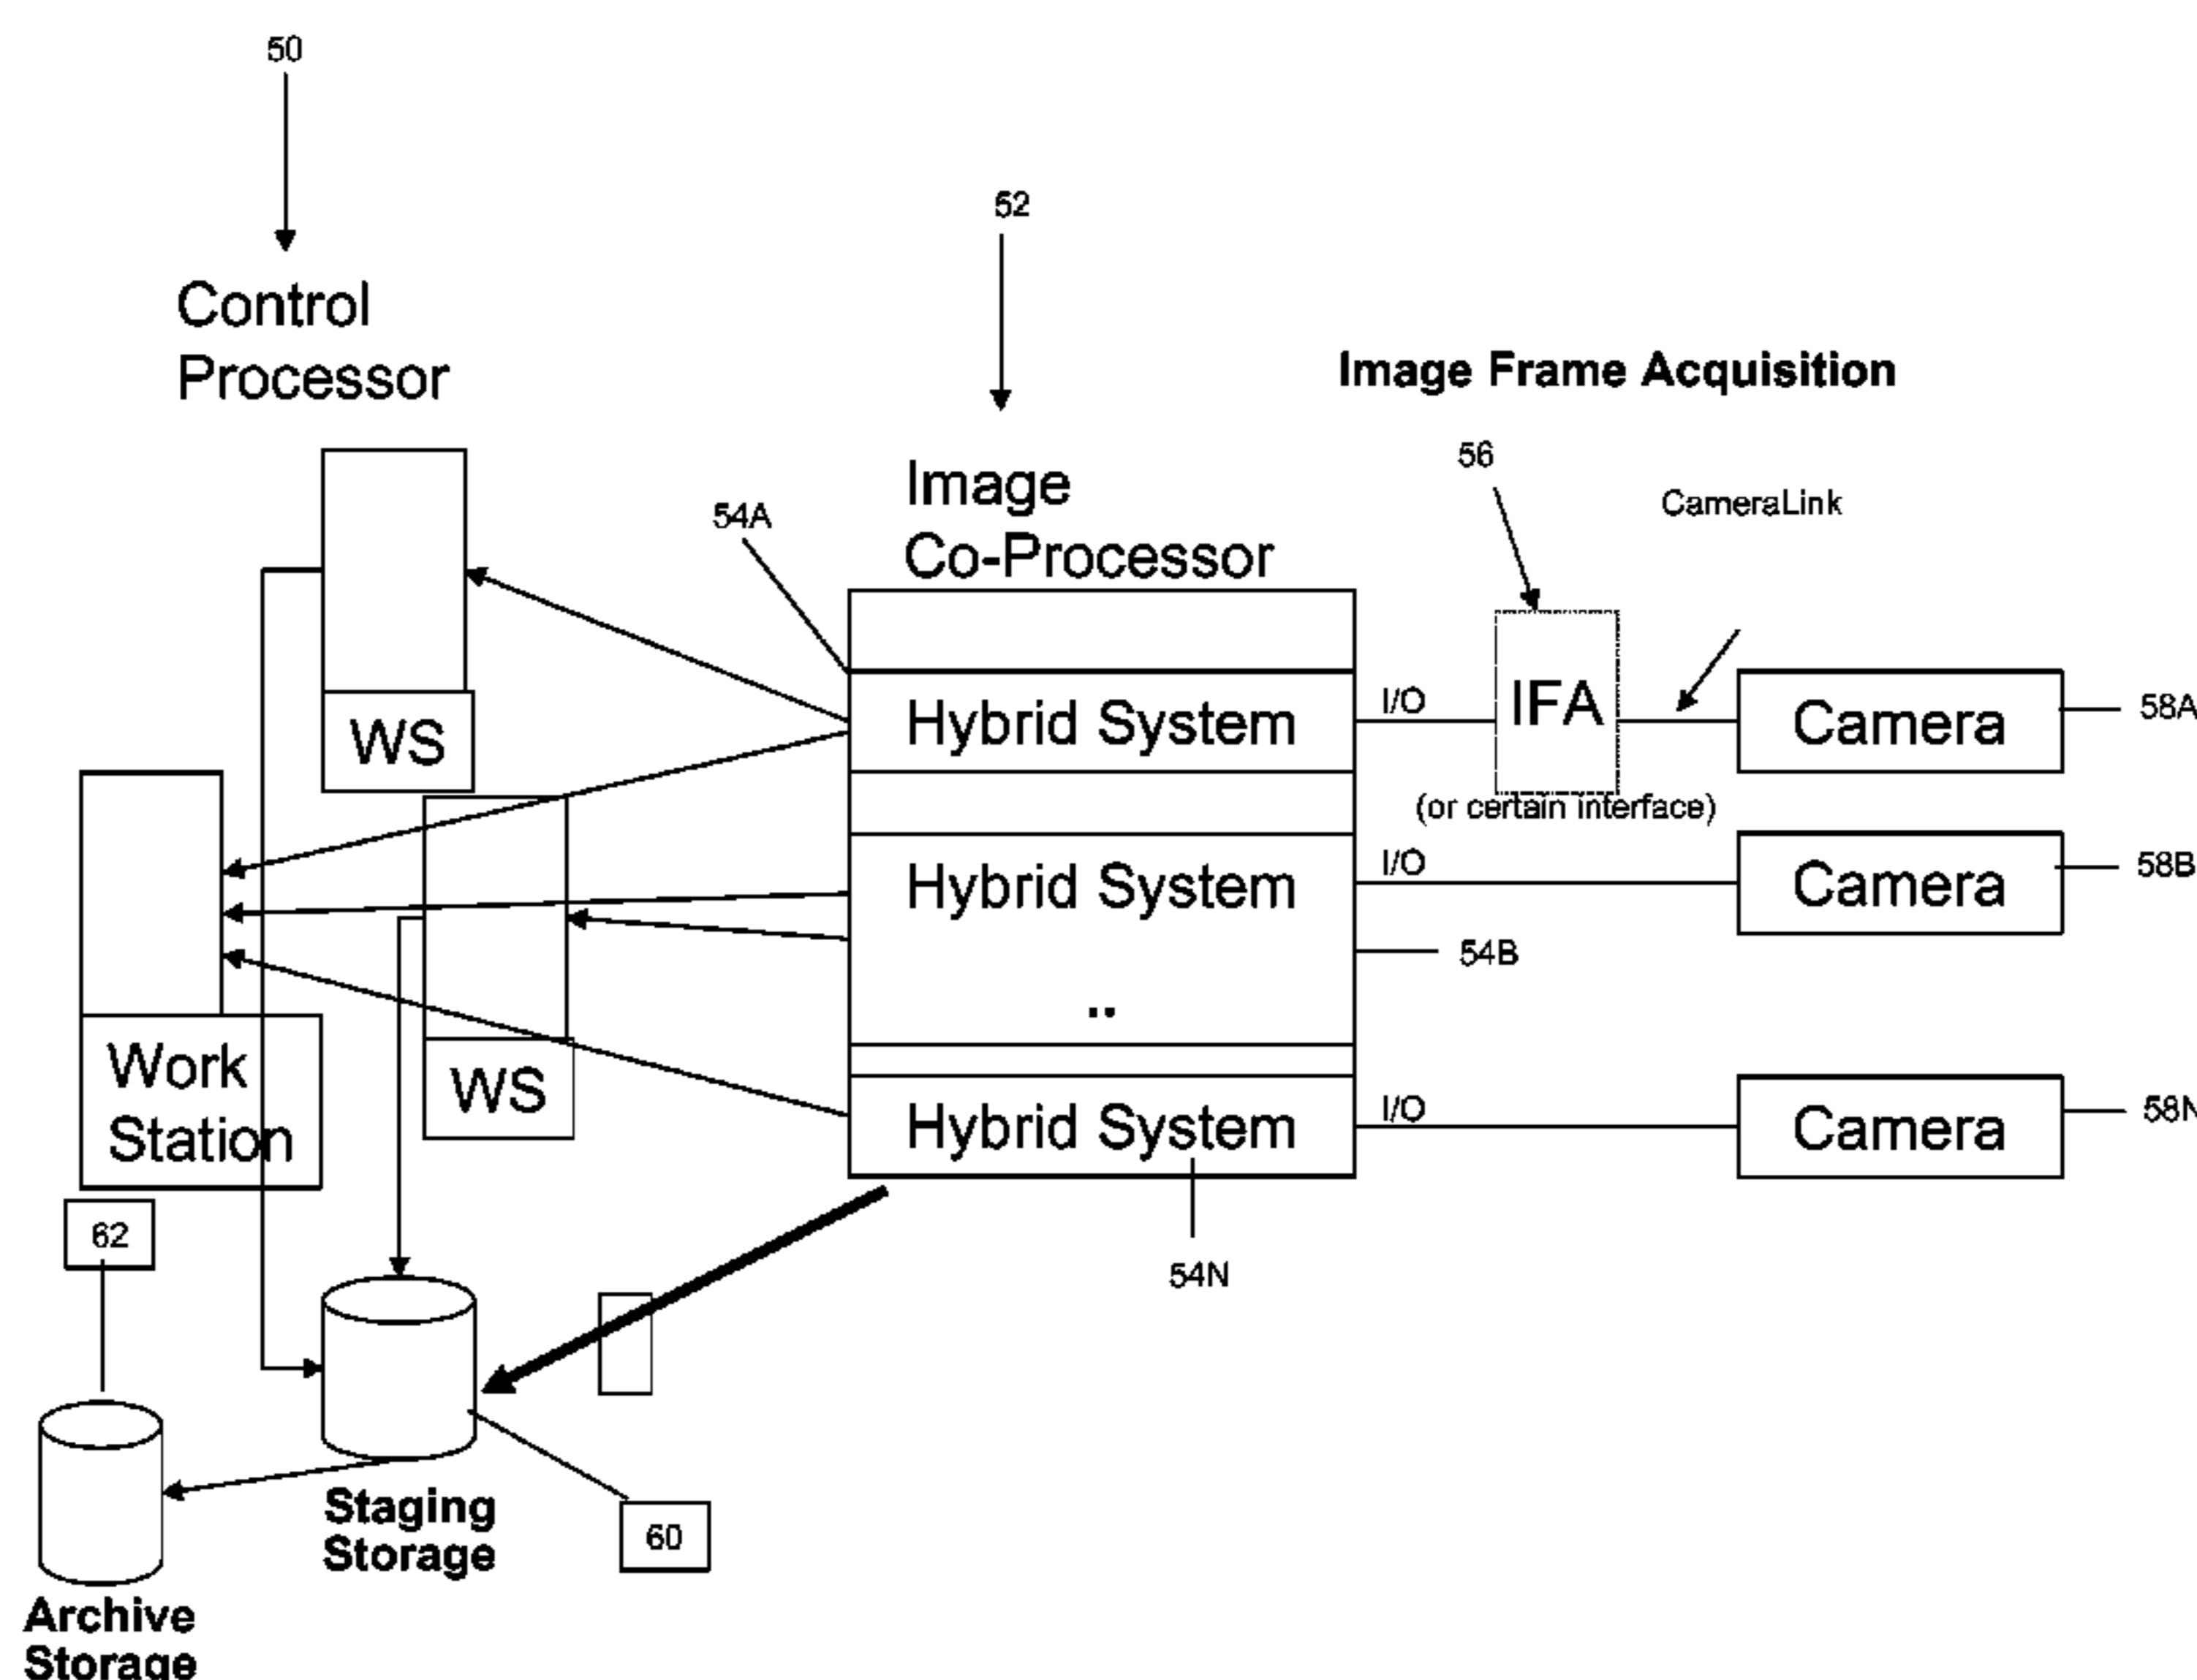 50
52
Control
Processor
Image Frame Acquisition
56
CameraLink
54A
Image
Co-Processor
WS
Hybrid System
I/O
IFA
Camera
58A
(or certain interface)
Hybrid System
I/O
Camera
58B
54B
..
Work
Station
WS
Hybrid System
I/O
Camera
58N
62
54N
Staging
Storage
60
Archive
Storage